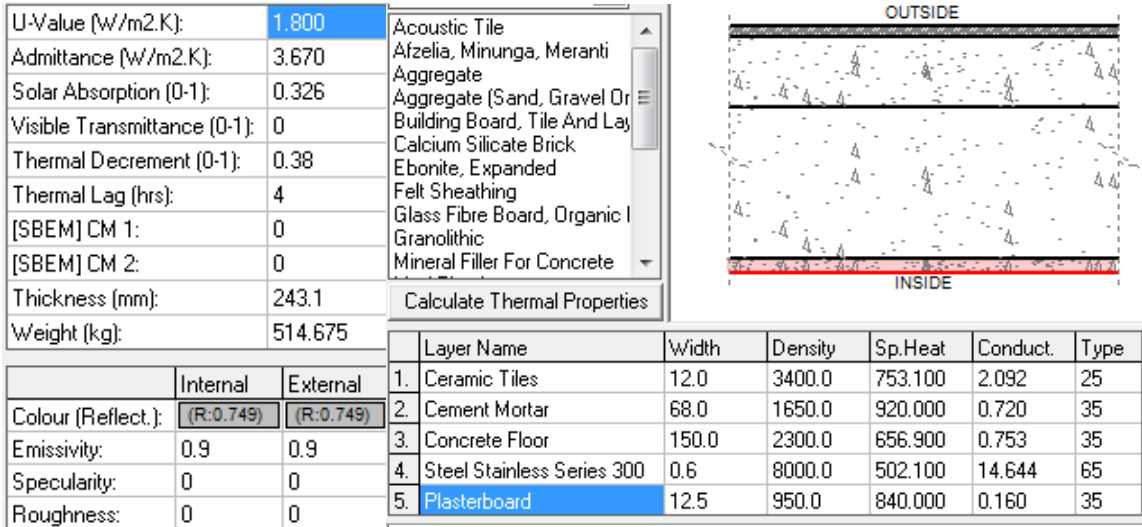 U-Value (W/m2.K): 1.800
Admittance (W/m2.K): 3.670
Solar Absorption (0-1): 0.326
Visible Transmittance (0-1): 0
Thermal Decrement (0-1): 0.38
Thermal Lag (hrs): 4
[SBEM] CM 1: 0
[SBEM] CM 2: 0
Thickness (mm): 243.1
Weight (kg): 514.675
Internal External
Colour (Reflect.): (R:0.749) (R:0.749)
Emissivity: 0.9 0.9
Specularity: 0 0
Roughness: 0 0
Acoustic Tile
Afzelia, Minunga, Meranti
Aggregate
Aggregate (Sand, Gravel Or
Building Board, Tile And Lay
Calcium Silicate Brick
Ebonite, Expanded
Felt Sheathing
Glass Fibre Board, Organic
Granolithic
Mineral Filler For Concrete
Calculate Thermal Properties
OUTSIDE
INSIDE
Layer Name Width Density Sp.Heat Conduct. Type
1. Ceramic Tiles 12.0 3400.0 753.100 2.092 25
2. Cement Mortar 68.0 1650.0 920.000 0.720 35
3. Concrete Floor 150.0 2300.0 656.900 0.753 35
4. Steel Stainless Series 300 0.6 8000.0 502.100 14.644 65
5. Plasterboard 12.5 950.0 840.000 0.160 35